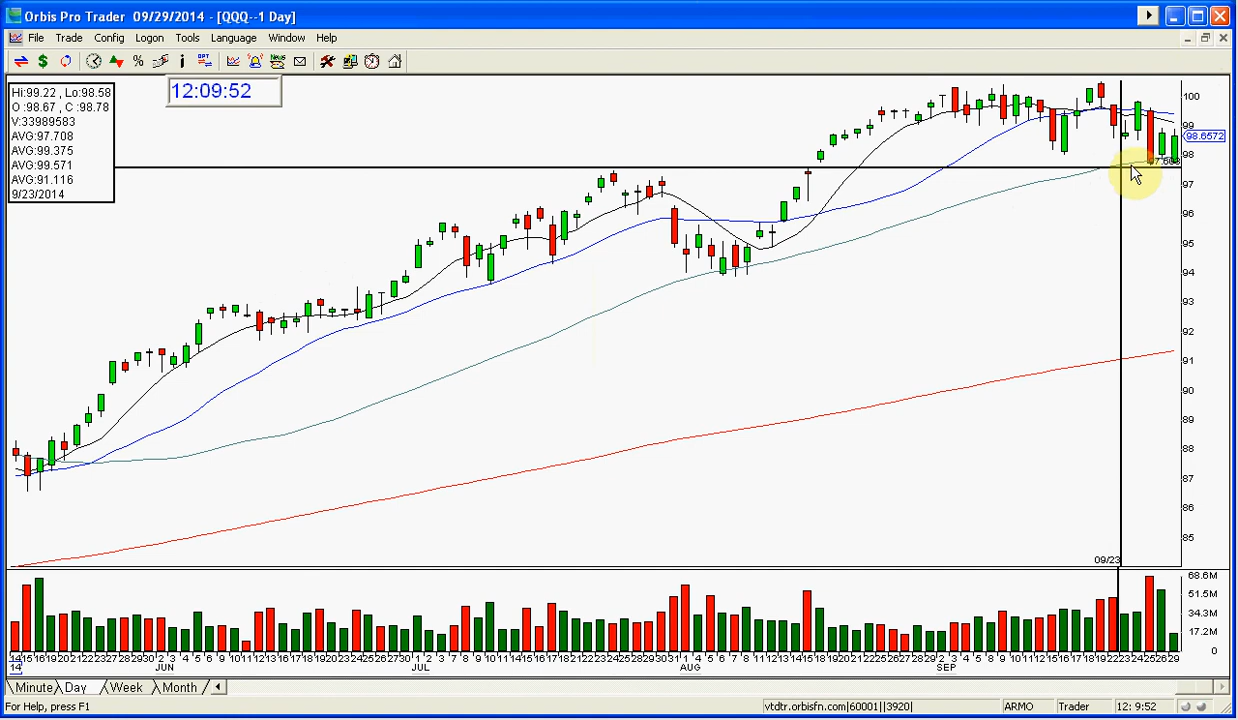 Orbis Pro Trader 09/29/2014 - [QQQ--1 Day]
File Trade Config Logon Tools Language Window Help
12:09:52
Hi:99.22 , Lo:98.58
O :98.67 , C :98.78
V:33989583
AVG:97.708
AVG:99.375
AVG:99.571
AVG:91.116
9/23/2014
100
99
98.6572
98
97
96
95
94
93
92
91
90
89
88
87
86
85
09/23
68.6M
51.5M
34.3M
17.2M
0
JUN JUL AUG SEP
14
Minute Day Week Month
For Help, press F1
vtdtr.orbisfn.com|60001||3920|
ARMO
Trader
12: 9:52